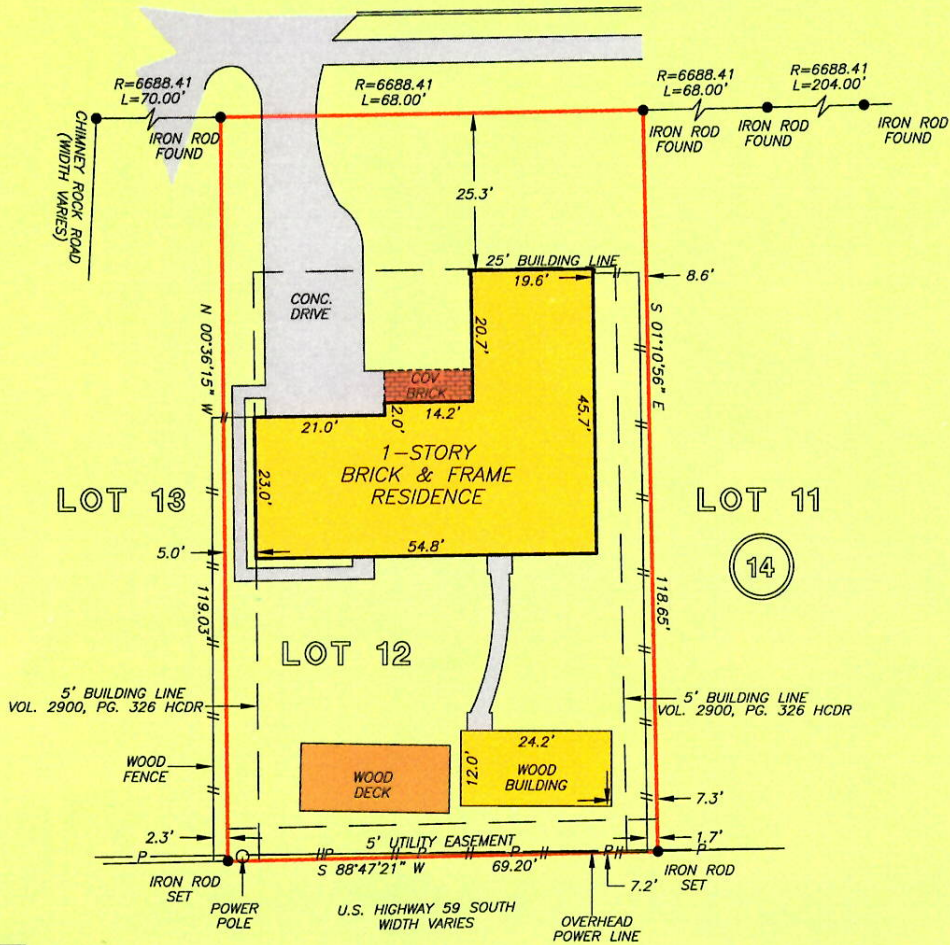 R=6688.41
L=70.00'
R=6688.41
L=68.00'
R=6688.41
L=68.00'
R=6688.41
L=204.00'
IRON ROD
FOUND
IRON ROD
FOUND
IRON ROD
FOUND
IRON ROD
FOUND
CHIMNEY ROCK ROAD
(WIDTH VARIES)
25.3'
25' BUILDING LINE
19.6'
8.6'
CONC.
DRIVE
N 00°36'15" W
S 01°10'56" E
20.7'
COV
BRICK
2.0'
14.2'
21.0'
45.7'
1-STORY
BRICK & FRAME
RESIDENCE
23.0'
LOT 13
LOT 11
54.8'
5.0'
14
119.03'
118.65'
LOT 12
5' BUILDING LINE
VOL. 2900, PG. 326 HCDR
5' BUILDING LINE
VOL. 2900, PG. 326 HCDR
24.2'
12.0'
WOOD
FENCE
WOOD
DECK
WOOD
BUILDING
7.3'
2.3'
5' UTILITY EASEMENT
1.7'
P
P
P
P
P
P
S 88°47'21" W
69.20'
IRON ROD
SET
7.2'
IRON ROD
SET
POWER
POLE
U.S. HIGHWAY 59 SOUTH
WIDTH VARIES
OVERHEAD
POWER LINE